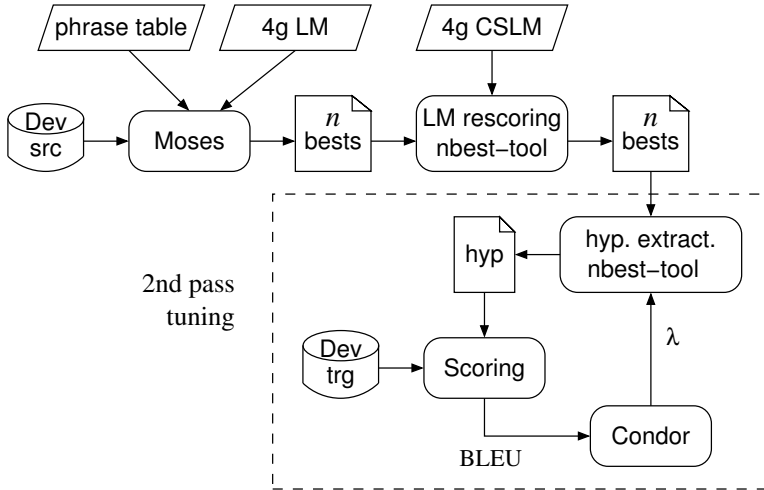 phrase table
4g LM
4g CSLM
Dev
src
Moses
n
bests
LM rescoring
nbest−tool
n
bests
2nd pass
tuning
hyp
hyp. extract.
nbest−tool
Dev
trg
Scoring
λ
BLEU
Condor